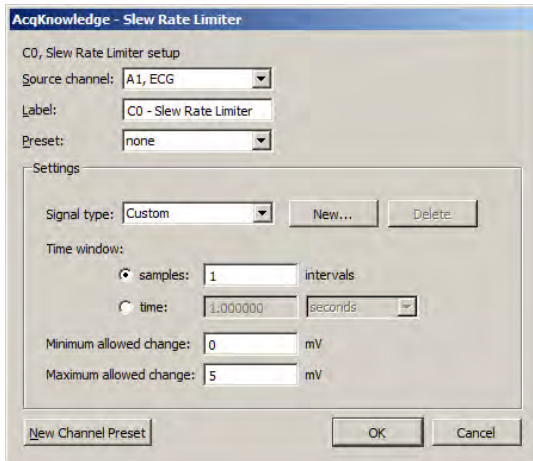 AcqKnowledge - Slew Rate Limiter
C0, Slew Rate Limiter setup
Source channel: A1, ECG
Label: C0 - Slew Rate Limiter
Preset: none
Settings
Signal type: Custom New... Delete
Time window:
samples: 1 intervals
time: 1.000000 seconds
Minimum allowed change: 0 mV
Maximum allowed change: 5 mV
New Channel Preset OK Cancel